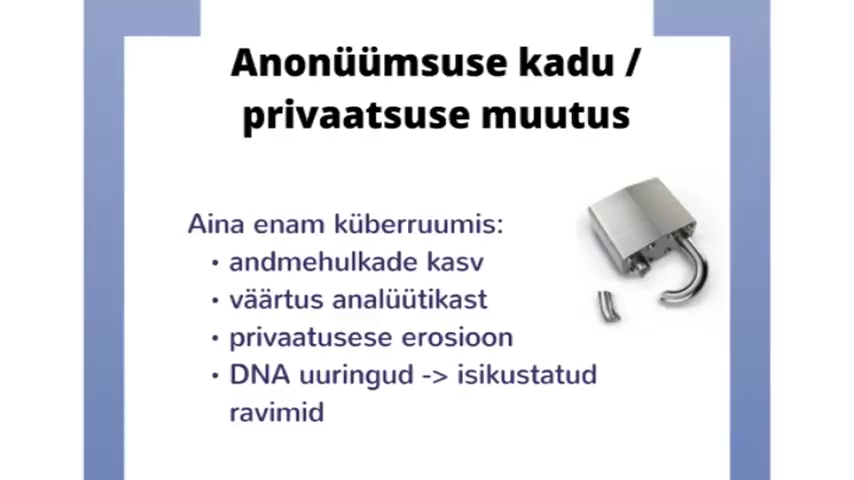 Anonüümsuse kadu /
privaatsuse muutus
Aina enam küberruumis:
• andmehulkade kasv
• väärtus analüütikast
• privaatusese erosioon
• DNA uuringud -> isikustatud
ravimid